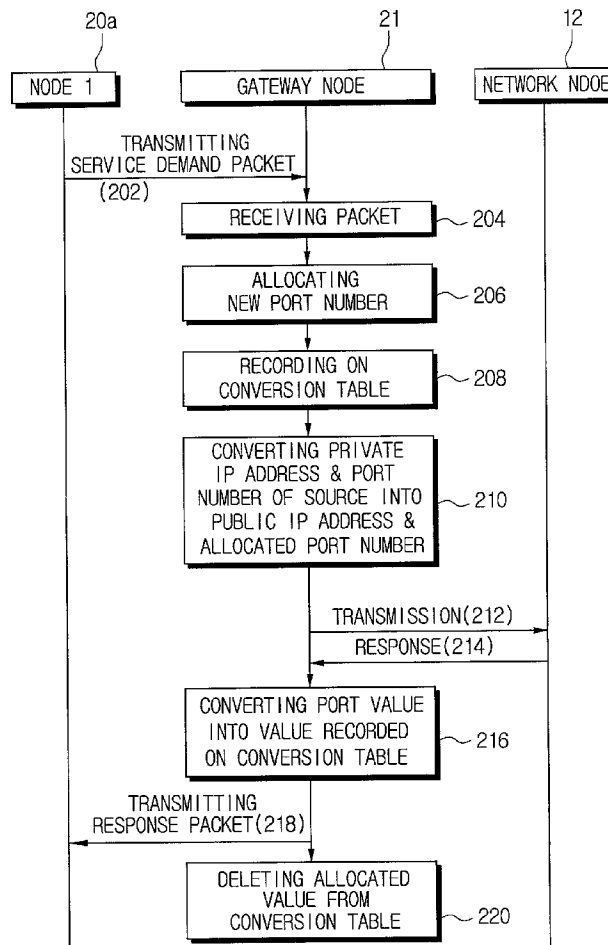 20a
21
12
NODE 1
GATEWAY NODE
NETWORK NDOE
TRANSMITTING
SERVICE DEMAND PACKET
(202)
RECEIVING PACKET
204
ALLOCATING
NEW PORT NUMBER
206
RECORDING ON
CONVERSION TABLE
208
CONVERTING PRIVATE
IP ADDRESS & PORT
NUMBER OF SOURCE INTO
PUBLIC IP ADDRESS &
ALLOCATED PORT NUMBER
210
TRANSMISSION(212)
RESPONSE(214)
CONVERTING PORT VALUE
INTO VALUE RECORDED
ON CONVERSION TABLE
216
TRANSMITTING
RESPONSE PACKET(218)
DELETING ALLOCATED
VALUE FROM
CONVERSION TABLE
220